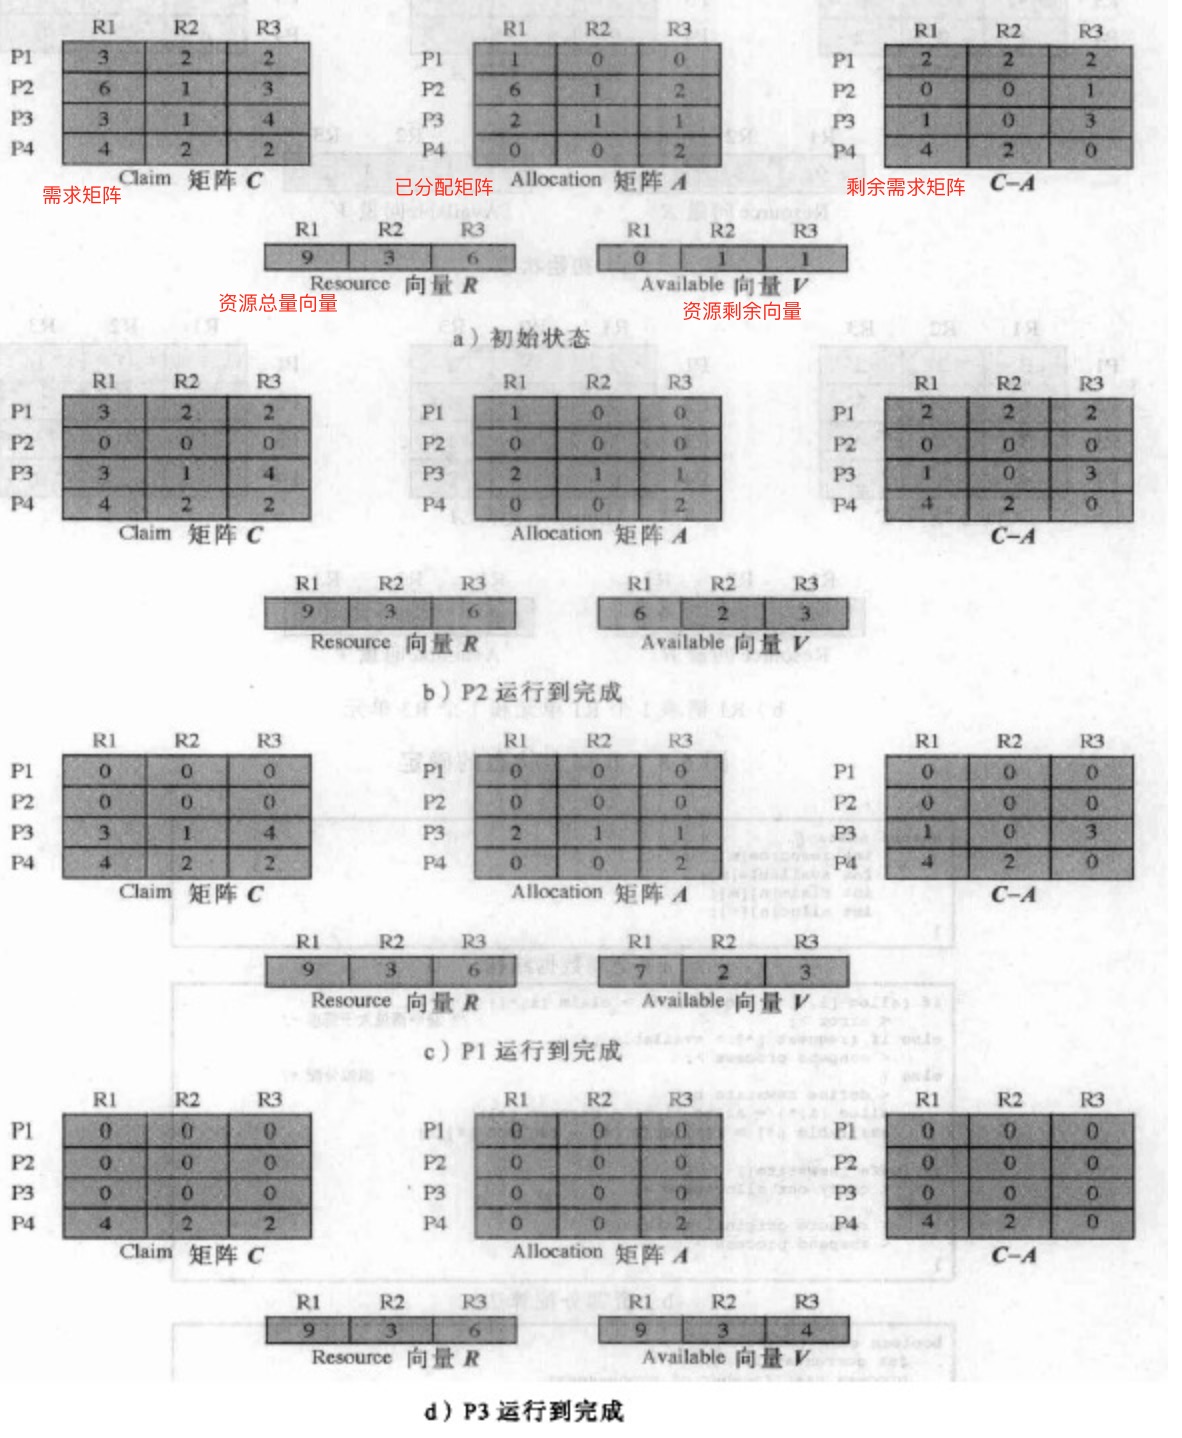 R1 R2 R3 R1 R2 R3 R1 R2 R3
P1 3 2 2 P1 1 0 0 P1 2 2 2
P2 6 1 3 P2 6 1 2 P2 0 0 1
P3 3 1 4 P3 2 1 1 P3 1 0 3
P4 4 2 2 P4 0 0 2 P4 4 2 0
Claim 矩阵 C Allocation 矩阵 A C–A
需求矩阵 已分配矩阵 剩余需求矩阵
R1 R2 R3 R1 R2 R3
9 3 6 0 1 1
Resource 向量 R Available 向量 V
资源总量向量 资源剩余向量
a）初始状态
R1 R2 R3 R1 R2 R3 R1 R2 R3
P1 3 2 2 P1 1 0 0 P1 2 2 2
P2 0 0 0 P2 0 0 0 P2 0 0 0
P3 3 1 4 P3 2 1 1 P3 1 0 3
P4 4 2 2 P4 0 0 2 P4 4 2 0
Claim 矩阵 C Allocation 矩阵 A C–A
R1 R2 R3 R1 R2 R3
9 3 6 6 2 3
Resource 向量 R Available 向量 V
b）P2 运行到完成
R1 R2 R3 R1 R2 R3 R1 R2 R3
P1 0 0 0 P1 0 0 0 P1 0 0 0
P2 0 0 0 P2 0 0 0 P2 0 0 0
P3 3 1 4 P3 2 1 1 P3 1 0 3
P4 4 2 2 P4 0 0 2 P4 4 2 0
Claim 矩阵 C Allocation 矩阵 A C–A
R1 R2 R3 R1 R2 R3
9 3 6 7 2 3
Resource 向量 R Available 向量 V
c）P1 运行到完成
R1 R2 R3 R1 R2 R3 R1 R2 R3
P1 0 0 0 P1 0 0 0 P1 0 0 0
P2 0 0 0 P2 0 0 0 P2 0 0 0
P3 0 0 0 P3 0 0 0 P3 0 0 0
P4 4 2 2 P4 0 0 2 P4 4 2 0
Claim 矩阵 C Allocation 矩阵 A C–A
R1 R2 R3 R1 R2 R3
9 3 6 9 3 4
Resource 向量 R Available 向量 V
d）P3 运行到完成